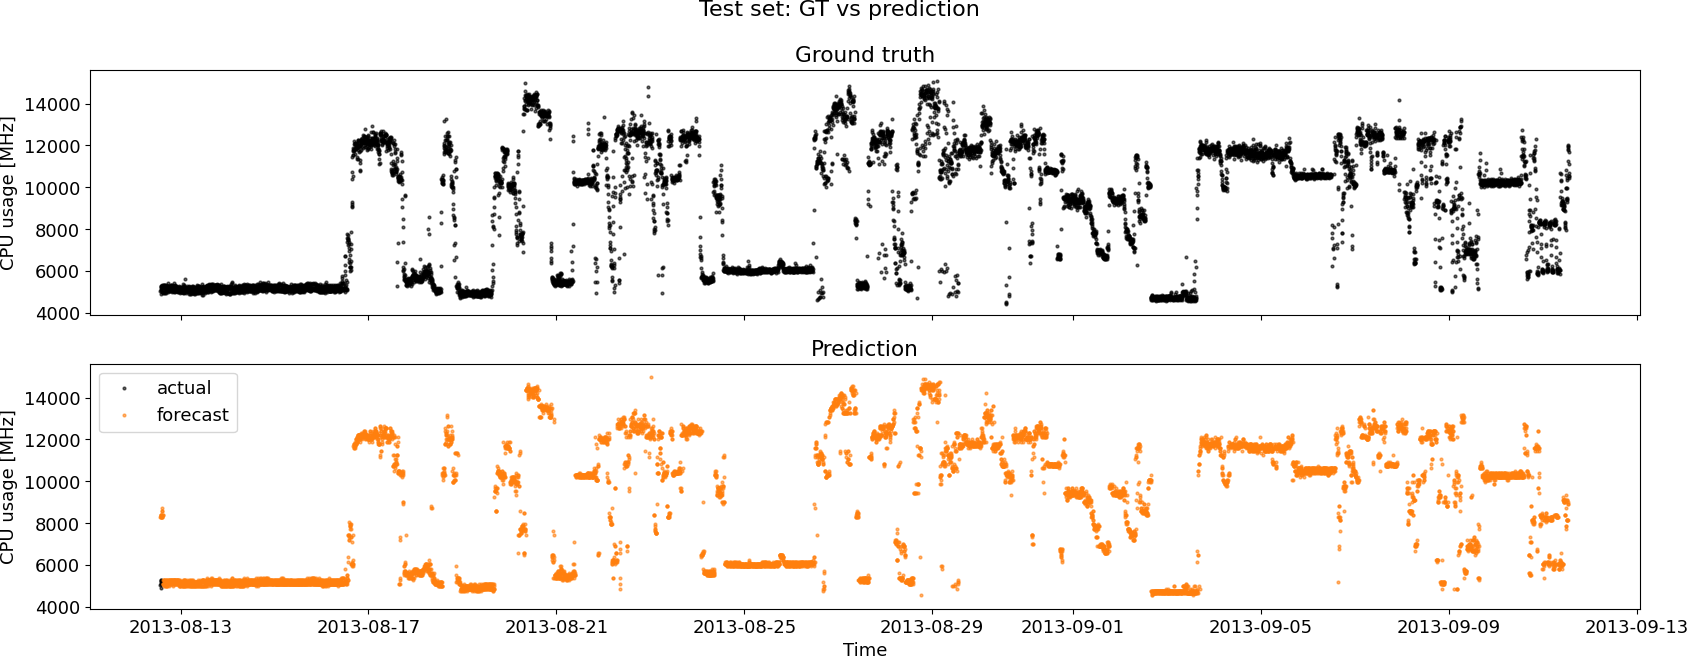 Test set: GT vs prediction
Ground truth
CPU usage [MHz]
14000
12000
10000
8000
6000
4000
Prediction
CPU usage [MHz]
14000
12000
10000
8000
6000
4000
actual
forecast
2013-08-13 2013-08-17 2013-08-21 2013-08-25 2013-08-29 2013-09-01 2013-09-05 2013-09-09 2013-09-13
Time